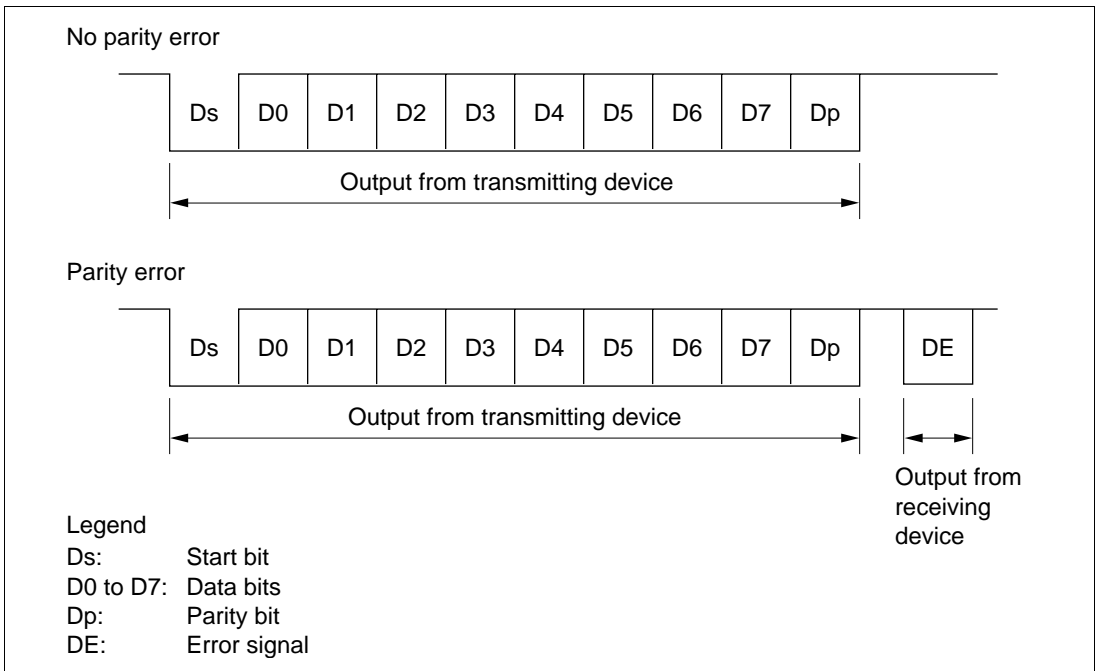 No parity error
Ds D0 D1 D2 D3 D4 D5 D6 D7 Dp
Output from transmitting device
Parity error
Ds D0 D1 D2 D3 D4 D5 D6 D7 Dp DE
Output from transmitting device
Output from
receiving
device
Legend
Ds: Start bit
D0 to D7: Data bits
Dp: Parity bit
DE: Error signal